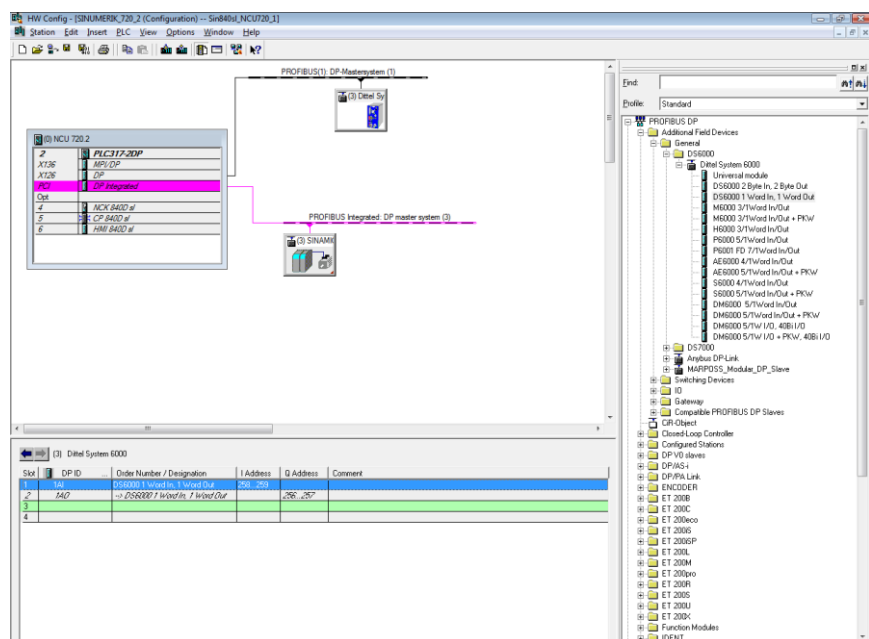 HW Config - [SINUMERIK_720_2 (Configuration) -- Sin840sl_NCU720_1]
Station Edit Insert PLC View Options Window Help
PROFIBUS(1): DP-Mastersystem (1)
(3) Dittel Sy
(0) NCU 720.2
2 PLC317-2DP
X136 MPI/DP
X126 DP
PCI DP Integrated
Opt
4 NCK 840D sl
5 CP 840D sl
6 HMI 840D sl
PROFIBUS Integrated: DP master system (3)
(3) SINAMI
Find:
Profile: Standard
PROFIBUS DP
Additional Field Devices
General
DS6000
Dittel System 6000
Universal module
DS6000 2 Byte In, 2 Byte Out
DS6000 1 Word In, 1 Word Out
M6000 3/1Word In/Out
M6000 3/1Word In/Out + PKW
H6000 3/1Word In/Out
P6000 5/1Word In/Out
P6001 FD 7/1Word In/Out
AE6000 4/1Word In/Out
AE6000 5/1Word In/Out + PKW
S6000 4/1Word In/Out
S6000 5/1Word In/Out + PKW
DM6000 5/1Word In/Out
DM6000 5/1Word In/Out + PKW
DM6000 5/1W I/O, 40Bi I/O
DM6000 5/1W I/O + PKW, 40Bi I/O
DS7000
Anybus DP-Link
MARPOSS_Modular_DP_Slave
Switching Devices
IO
Gateway
Compatible PROFIBUS DP Slaves
CiR-Object
Closed-Loop Controller
Configured Stations
DP V0 slaves
DP/AS-i
DP/PA Link
ENCODER
ET 200B
ET 200C
ET 200eco
ET 200iS
ET 200iSP
ET 200L
ET 200M
ET 200pro
ET 200R
ET 200S
ET 200U
ET 200X
Function Modules
IDENT
(3) Dittel System 6000
Slot DP ID ... Order Number / Designation I Address Q Address Comment
1 1AI DS6000 1 Word In, 1 Word Out 258...259
2 1AO --> DS6000 1 Word In, 1 Word Out 256...257
3
4